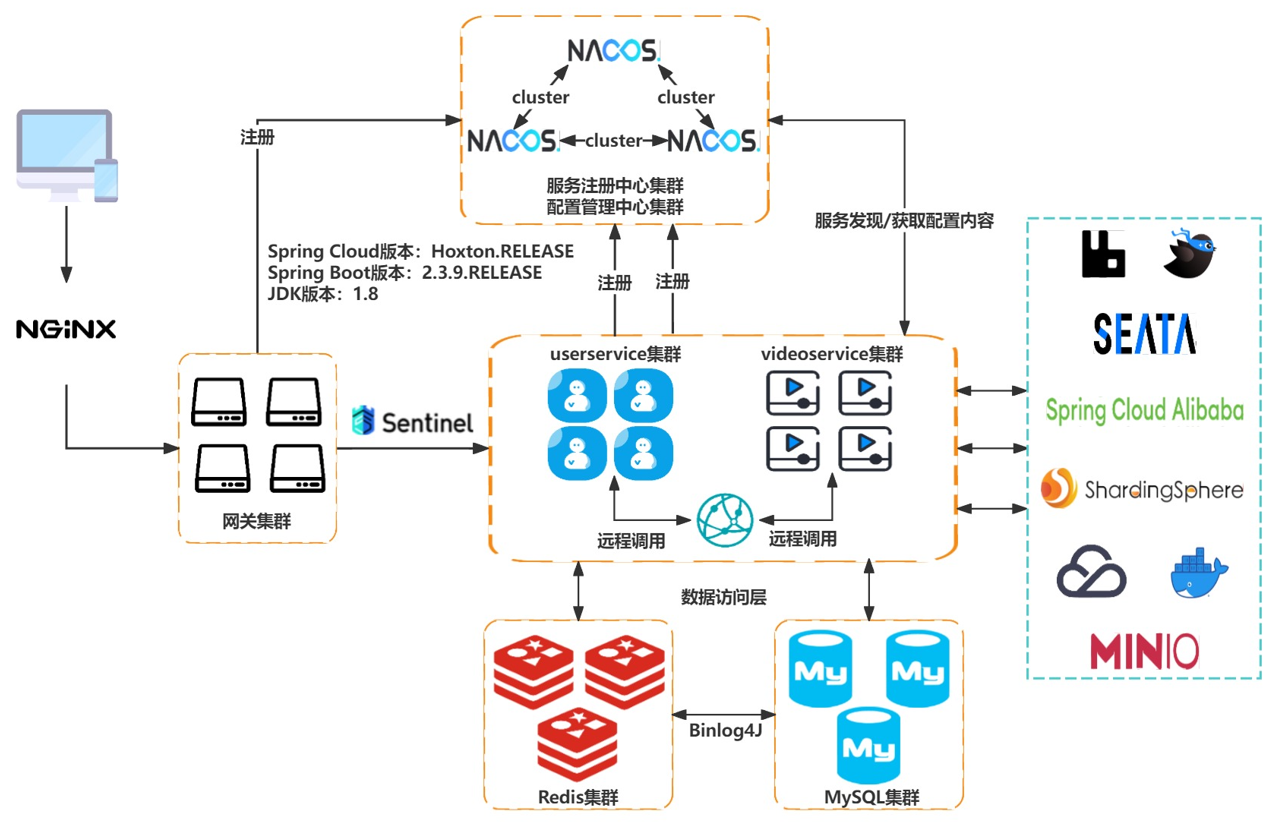 NACOS.
cluster
cluster
NACOS.
cluster
NACOS.
服务注册中心集群
配置管理中心集群
注册
服务发现/获取配置内容
Spring Cloud版本：Hoxton.RELEASE
Spring Boot版本：2.3.9.RELEASE
JDK版本：1.8
注册
注册
NGINX
userservice集群
videoservice集群
Sentinel
网关集群
远程调用
远程调用
SEATA
Spring Cloud Alibaba
ShardingSphere
MINIO
数据访问层
My
My
My
Binlog4J
Redis集群
MySQL集群